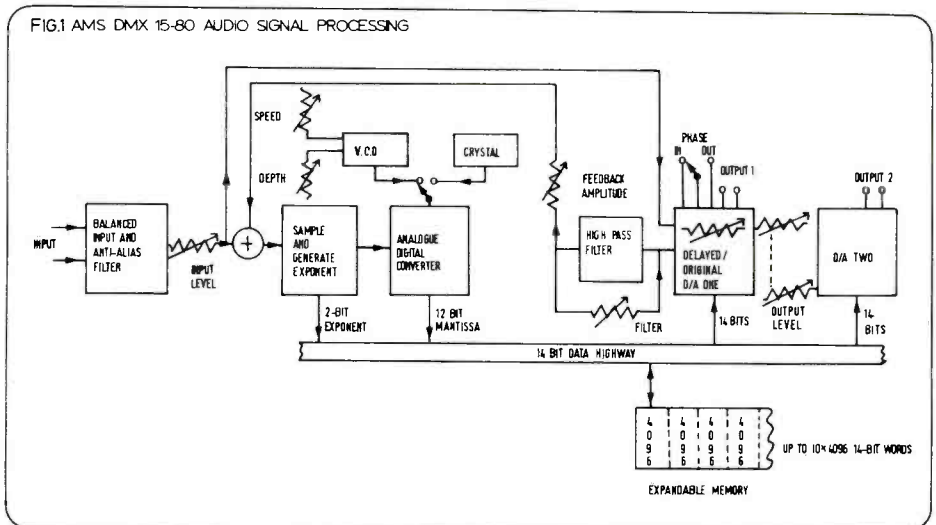 FIG.1 AMS DMX 15-80 AUDIO SIGNAL PROCESSING
SPEED
DEPTH
V.C.O
CRYSTAL
PHASE
IN OUT
OUTPUT 1
OUTPUT 2
FEEDBACK
AMPLITUDE
INPUT
BALANCED
INPUT AND
ANTI-ALIAS
FILTER
INPUT
LEVEL
+
SAMPLE
AND
GENERATE
EXPONENT
ANALOGUE
DIGITAL
CONVERTER
HIGH PASS
FILTER
DELAYED/
ORIGINAL
D/A ONE
D/A TWO
FILTER
OUTPUT
LEVEL
2-BIT
EXPONENT
12 BIT
MANTISSA
14 BITS
14
BITS
14 BIT DATA HIGHWAY
4 4 4 4
0 0 0 0
9 9 9 9
6 6 6 6
UP TO 10×4096 14-BIT WORDS
EXPANDABLE MEMORY